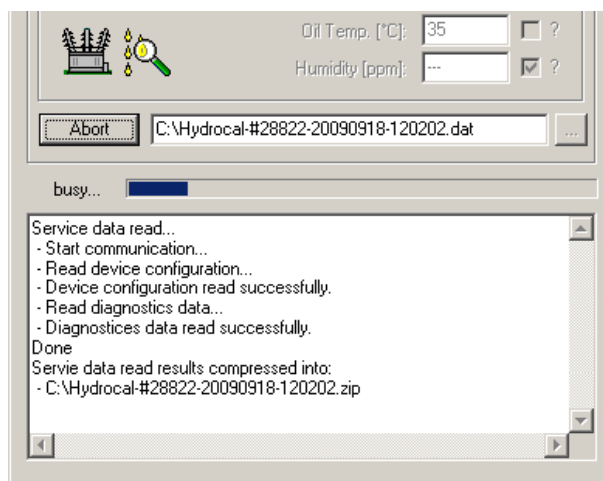 Oil Temp. [°C]: 35 ?
Humidity [ppm]: --- ?
Abort C:\Hydrocal-#28822-20090918-120202.dat ...
busy...
Service data read...
- Start communication...
- Read device configuration...
- Device configuration read successfully.
- Read diagnostics data...
- Diagnostices data read successfully.
Done
Servie data read results compressed into:
- C:\Hydrocal-#28822-20090918-120202.zip